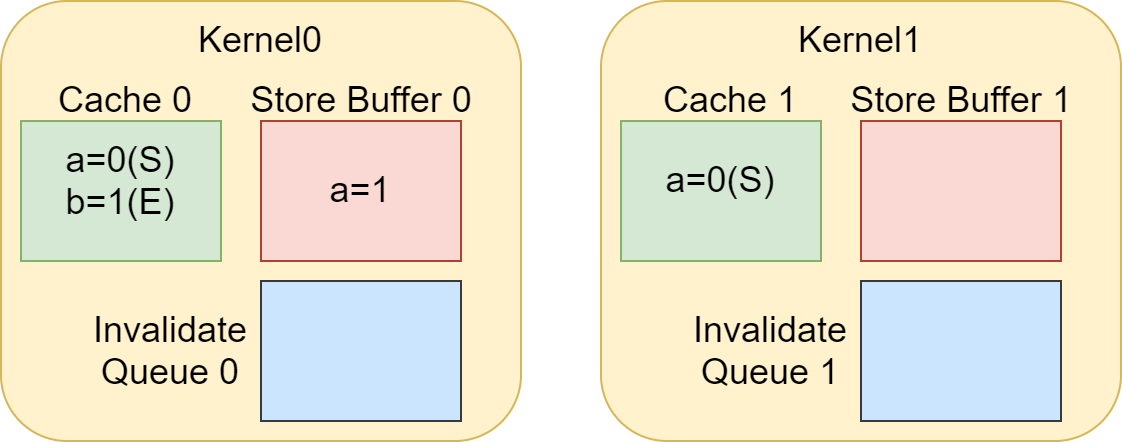 Kernel0
Cache 0
Store Buffer 0
a=0(S)
b=1(E)
a=1
Invalidate
Queue 0
Kernel1
Cache 1
Store Buffer 1
a=0(S)
Invalidate
Queue 1